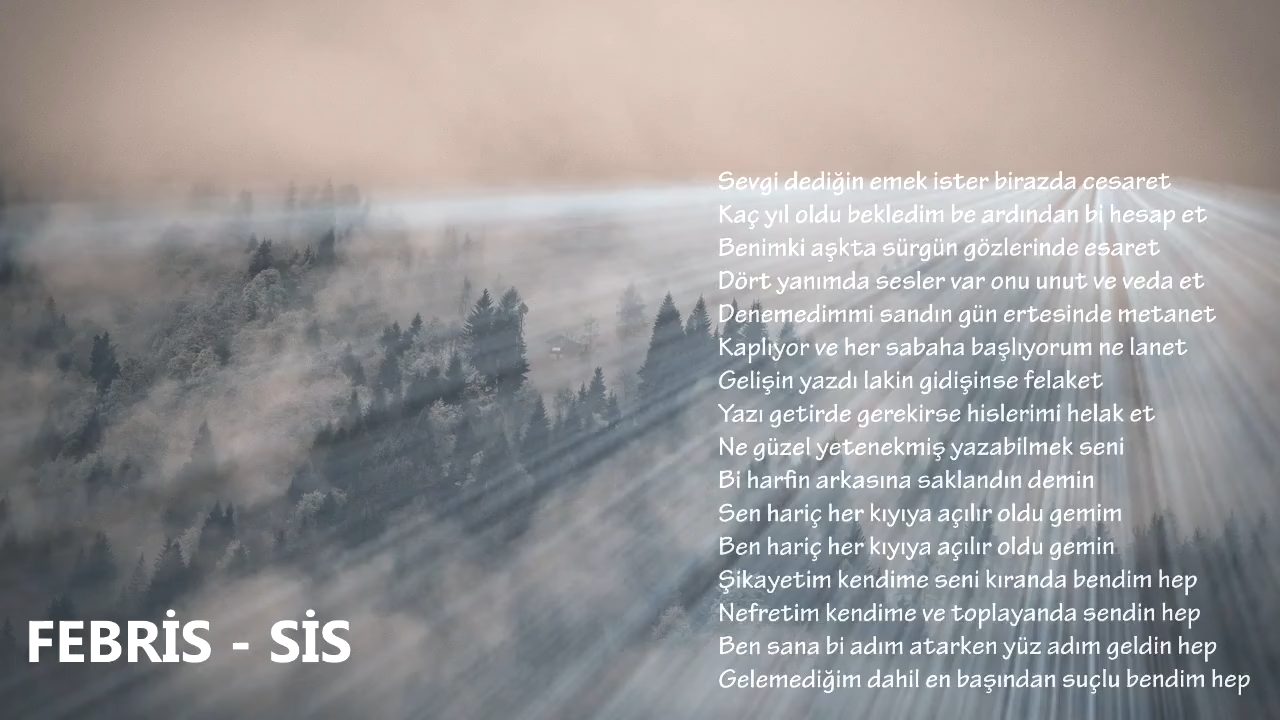 Sevgi dediğin emek ister birazda cesaret
Kaç yıl oldu bekledim be ardından bi hesap et
Benimki aşkta sürgün gözlerinde esaret
Dört yanımda sesler var onu unut ve veda et
Denemedimmi sandın gün ertesinde metanet
Kaplıyor ve her sabaha başlıyorum ne lanet
Gelişin yazdı lakin gidişinse felaket
Yazı getirde gerekirse hislerimi helak et
Ne güzel yetenekmiş yazabilmek seni
Bi harfin arkasına saklandın demin
Sen hariç her kıyıya açılır oldu gemim
Ben hariç her kıyıya açılır oldu gemin
Şikayetim kendime seni kıranda bendim hep
Nefretim kendime ve toplayanda sendin hep
Ben sana bi adım atarken yüz adım geldin hep
Gelemediğim dahil en başından suçlu bendim hep
FEBRİS - SİS